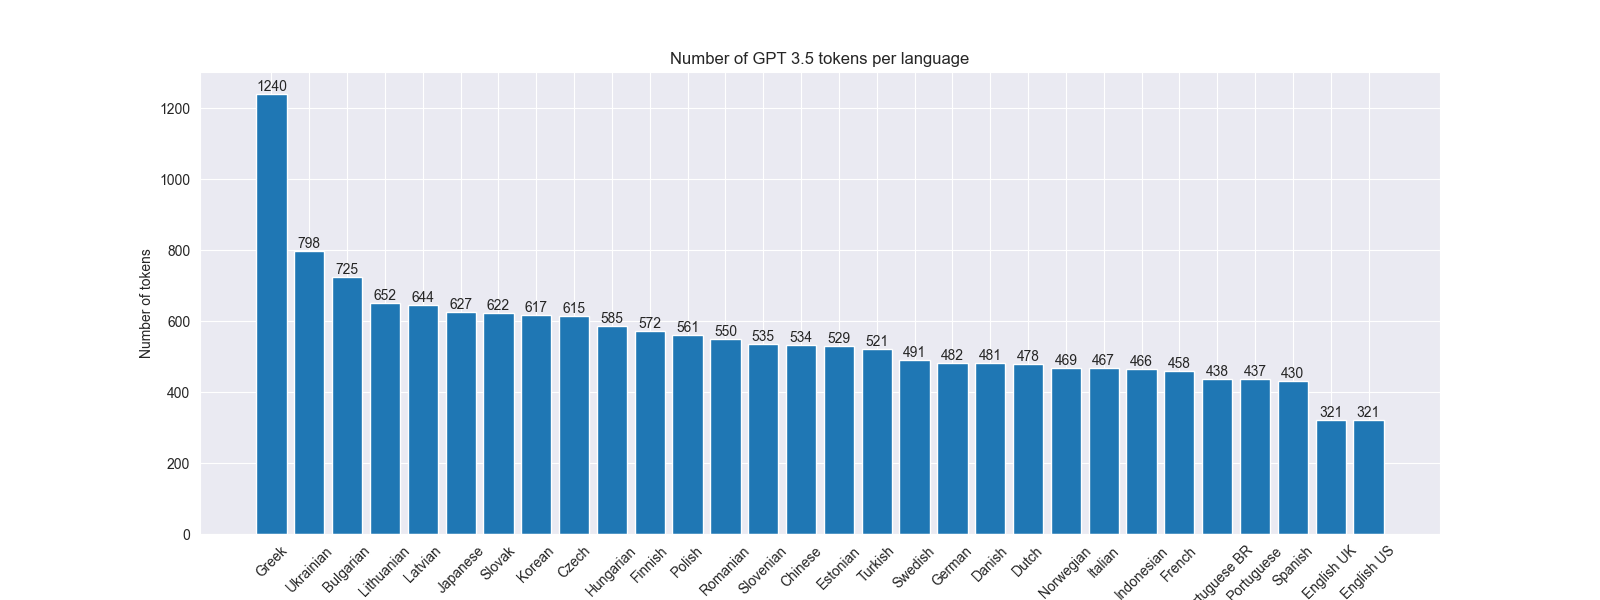 Number of GPT 3.5 tokens per language
Number of tokens
1200
1000
800
600
400
200
0
1240
798
725
652
644
627
622
617
615
585
572
561
550
535
534
529
521
491
482
481
478
469
467
466
458
438
437
430
321
321
Greek
Ukrainian
Bulgarian
Lithuanian
Latvian
Japanese
Slovak
Korean
Czech
Hungarian
Finnish
Polish
Romanian
Slovenian
Chinese
Estonian
Turkish
Swedish
German
Danish
Dutch
Norwegian
Italian
Indonesian
French
rtuguese BR
Portuguese
Spanish
English UK
English US